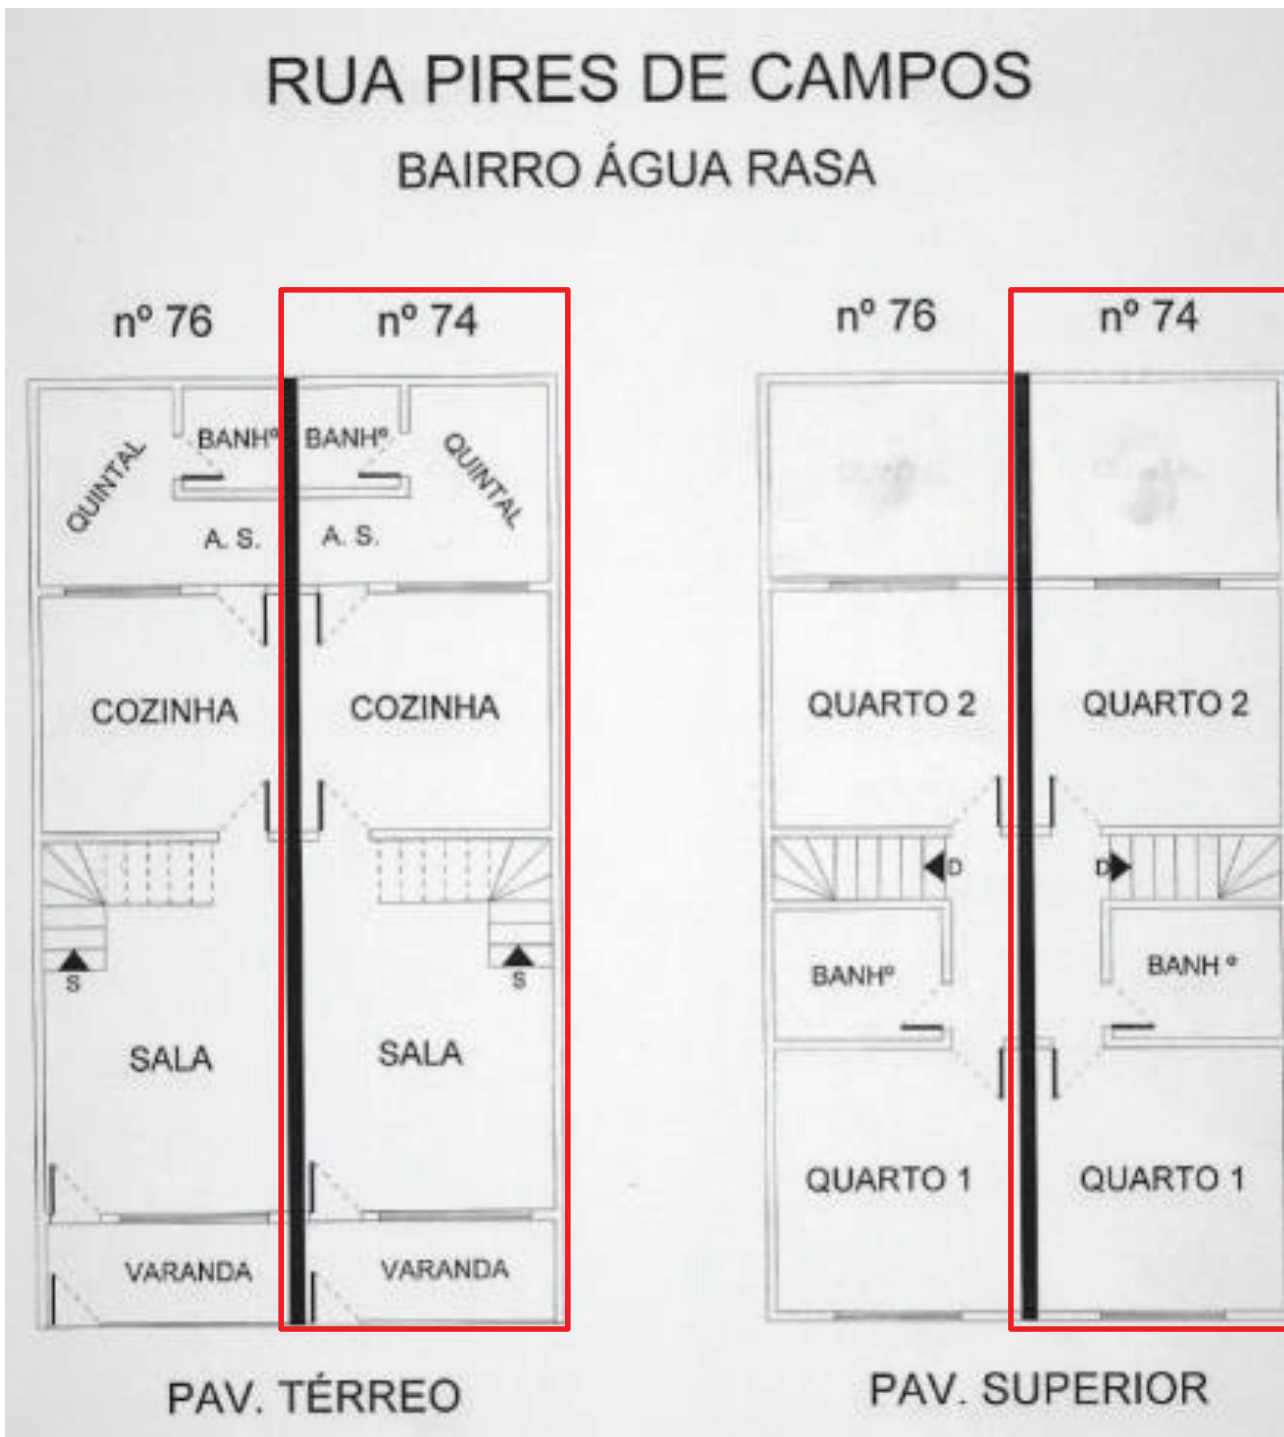 RUA PIRES DE CAMPOS
BAIRRO ÁGUA RASA
nº 76
nº 74
QUINTAL
BANHº
BANHº
QUINTAL
A. S.
A. S.
COZINHA
COZINHA
S
S
SALA
SALA
VARANDA
VARANDA
PAV. TÉRREO
nº 76
nº 74
QUARTO 2
QUARTO 2
D
D
BANHº
BANH º
QUARTO 1
QUARTO 1
PAV. SUPERIOR